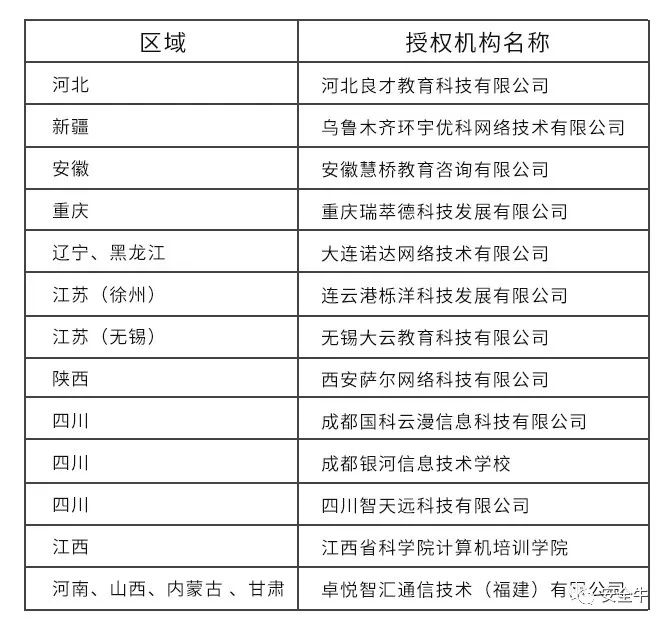 区域 授权机构名称
河北 河北良才教育科技有限公司
新疆 乌鲁木齐环宇优科网络技术有限公司
安徽 安徽慧桥教育咨询有限公司
重庆 重庆瑞萃德科技发展有限公司
辽宁、黑龙江 大连诺达网络技术有限公司
江苏（徐州） 连云港栎洋科技发展有限公司
江苏（无锡） 无锡大云教育科技有限公司
陕西 西安萨尔网络科技有限公司
四川 成都国科云漫信息科技有限公司
四川 成都银河信息技术学校
四川 四川智天远科技有限公司
江西 江西省科学院计算机培训学院
河南、山西、内蒙古 、甘肃 卓悦智汇通信技术（福建）有限公司
安全牛